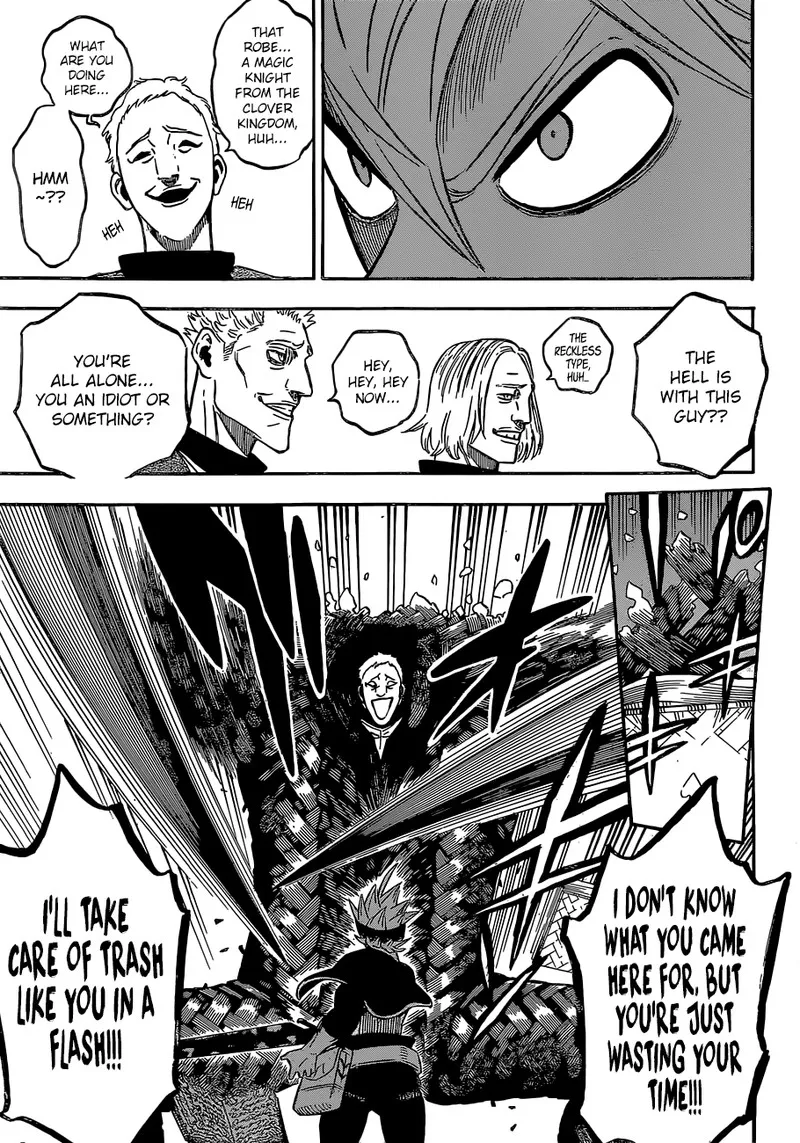 THAT
ROBE...
A MAGIC
KNIGHT
FROM THE
CLOVER
KINGDOM,
HUH...
WHAT
ARE YOU
DOING
HERE...
HMM
~??
HEH
HEH
THE
HELL IS
WITH THIS
GUY??
THE
RECKLESS
TYPE,
HUH...
HEY,
HEY, HEY
NOW...
YOU'RE
ALL ALONE...
YOU AN IDIOT OR
SOMETHING?
I DON'T KNOW
WHAT YOU CAME
HERE FOR, BUT
YOU'RE JUST
WASTING YOUR
TIME!!!
I'LL TAKE
CARE OF TRASH
LIKE YOU IN A
FLASH!!!